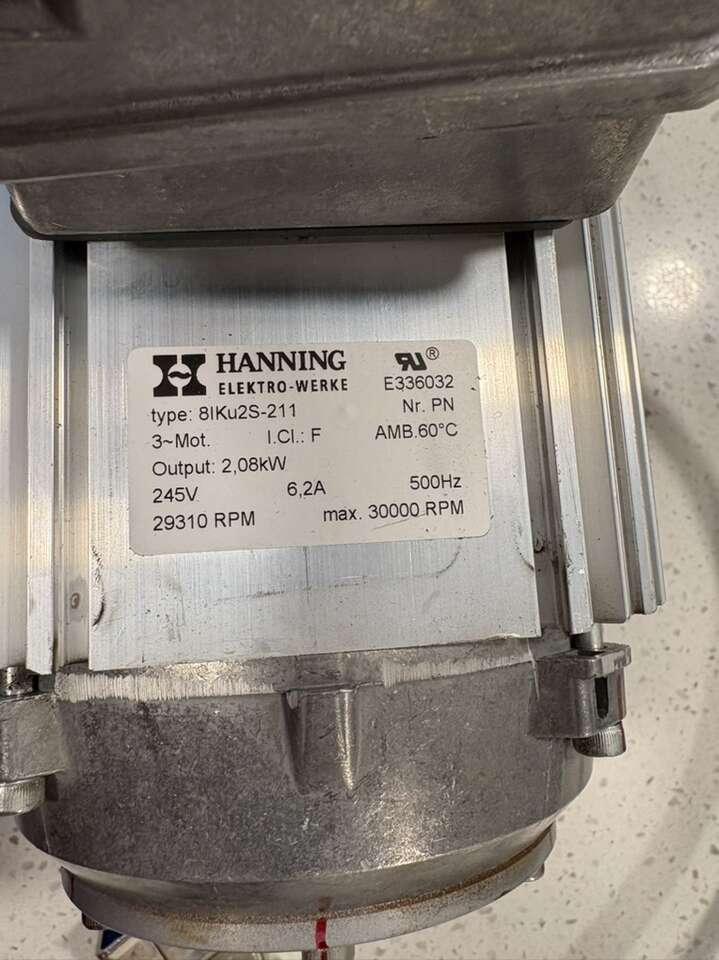 HANNING
ELEKTRO-WERKE
RU®
E336032
type: 8IKu2S-211 Nr. PN
3~Mot. I.Cl.: F AMB.60°C
Output: 2,08kW
245V 6,2A 500Hz
29310 RPM max. 30000 RPM